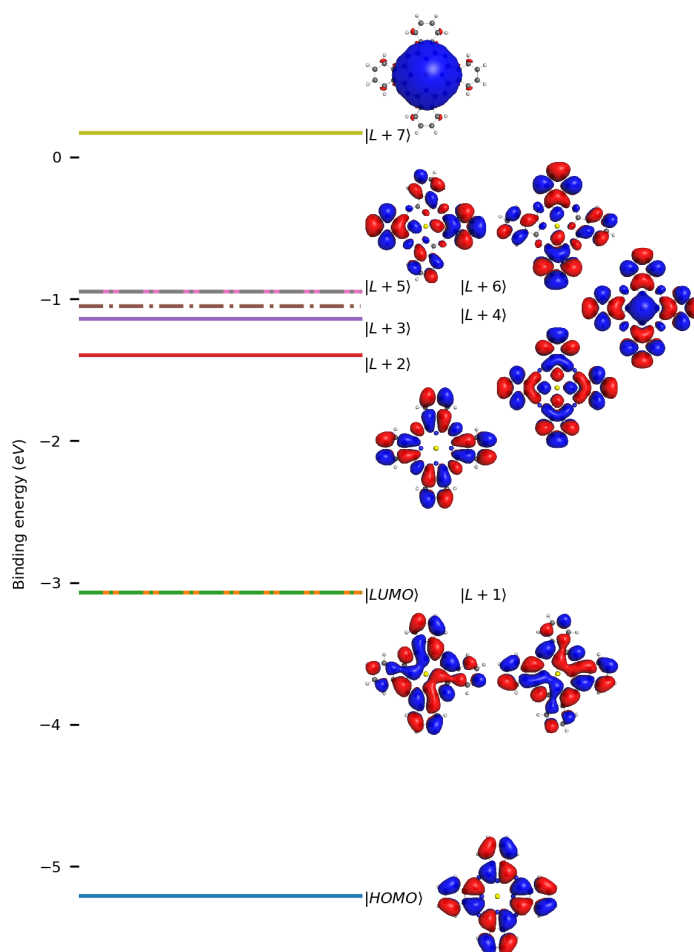 |L + 7⟩
0
|L + 5⟩ |L + 6⟩
−1
|L + 3⟩ |L + 4⟩
|L + 2⟩
−2
Binding energy (eV)
−3
|LUMO⟩ |L + 1⟩
−4
−5
|HOMO⟩